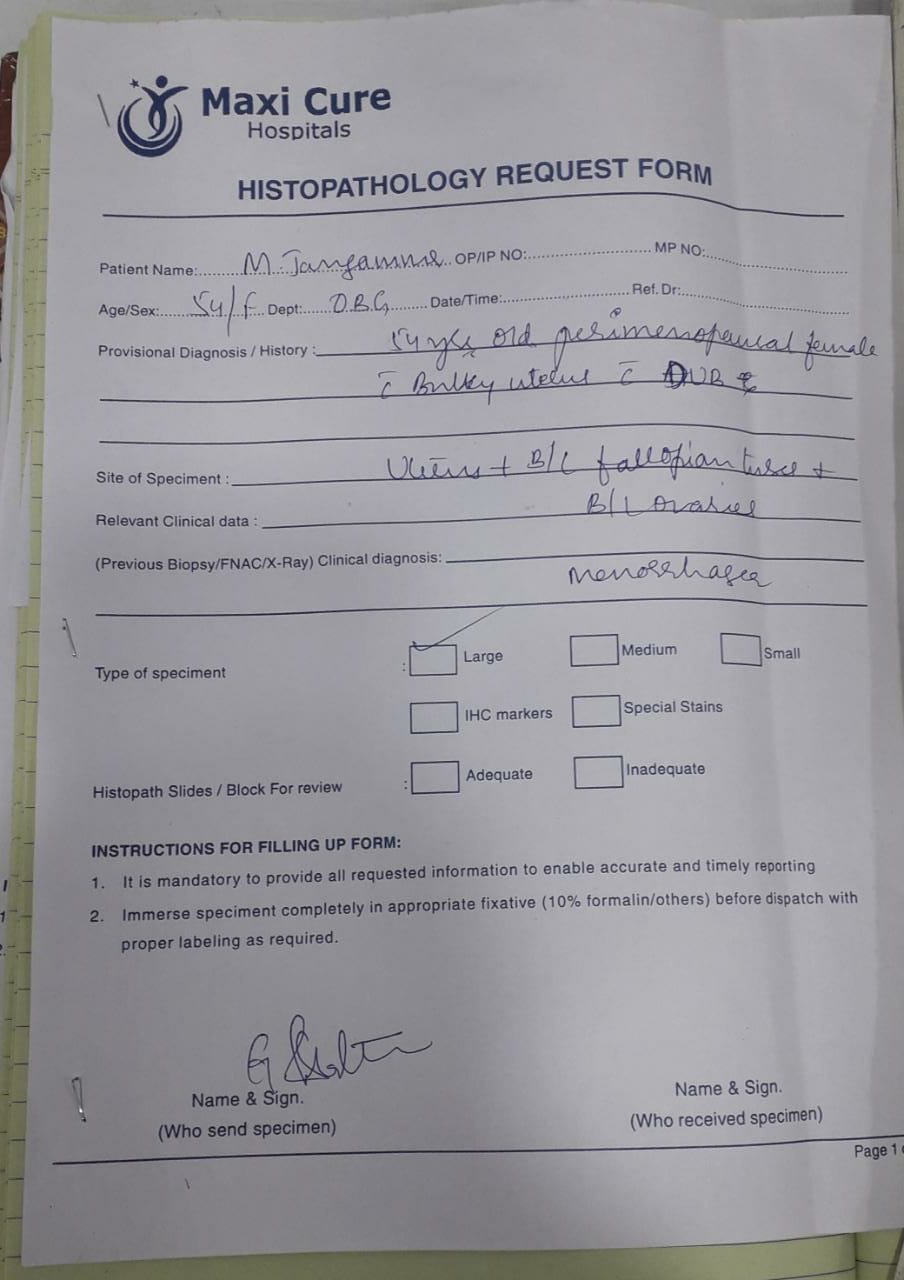 Maxi Cure
Hospitals
HISTOPATHOLOGY REQUEST FORM
Patient Name:....... M. Jangamma .. OP/IP NO:............................... MP NO:....................................
Age/Sex:...... 54/F .. Dept:..... OBG ........ Date/Time:............................... Ref. Dr:..........................................
Provisional Diagnosis / History : 54 yrs old perimenopausal female
c̄ Bulky uterus c̄ DUB
Site of Speciment : Uterus + B/L fallopian tubes +
B/L ovaries
Relevant Clinical data :
(Previous Biopsy/FNAC/X-Ray) Clinical diagnosis:
Menorrhagea
Type of speciment : Large Medium Small
IHC markers Special Stains
Histopath Slides / Block For review : Adequate Inadequate
INSTRUCTIONS FOR FILLING UP FORM:
1. It is mandatory to provide all requested information to enable accurate and timely reporting
2. Immerse speciment completely in appropriate fixative (10% formalin/others) before dispatch with
proper labeling as required.
Name & Sign. Name & Sign.
(Who send specimen) (Who received specimen)
Page 1